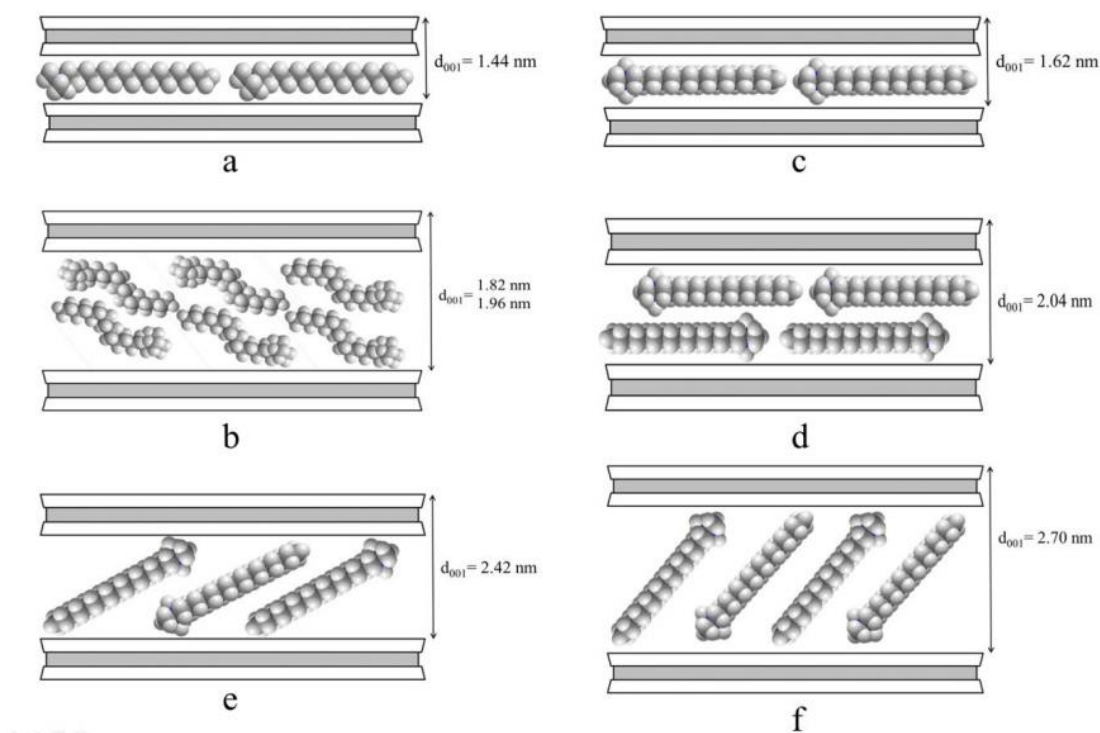 d001= 1.44 nm
a
d001= 1.62 nm
c
d001= 1.82 nm
1.96 nm
b
d001= 2.04 nm
d
d001= 2.42 nm
e
d001= 2.70 nm
f